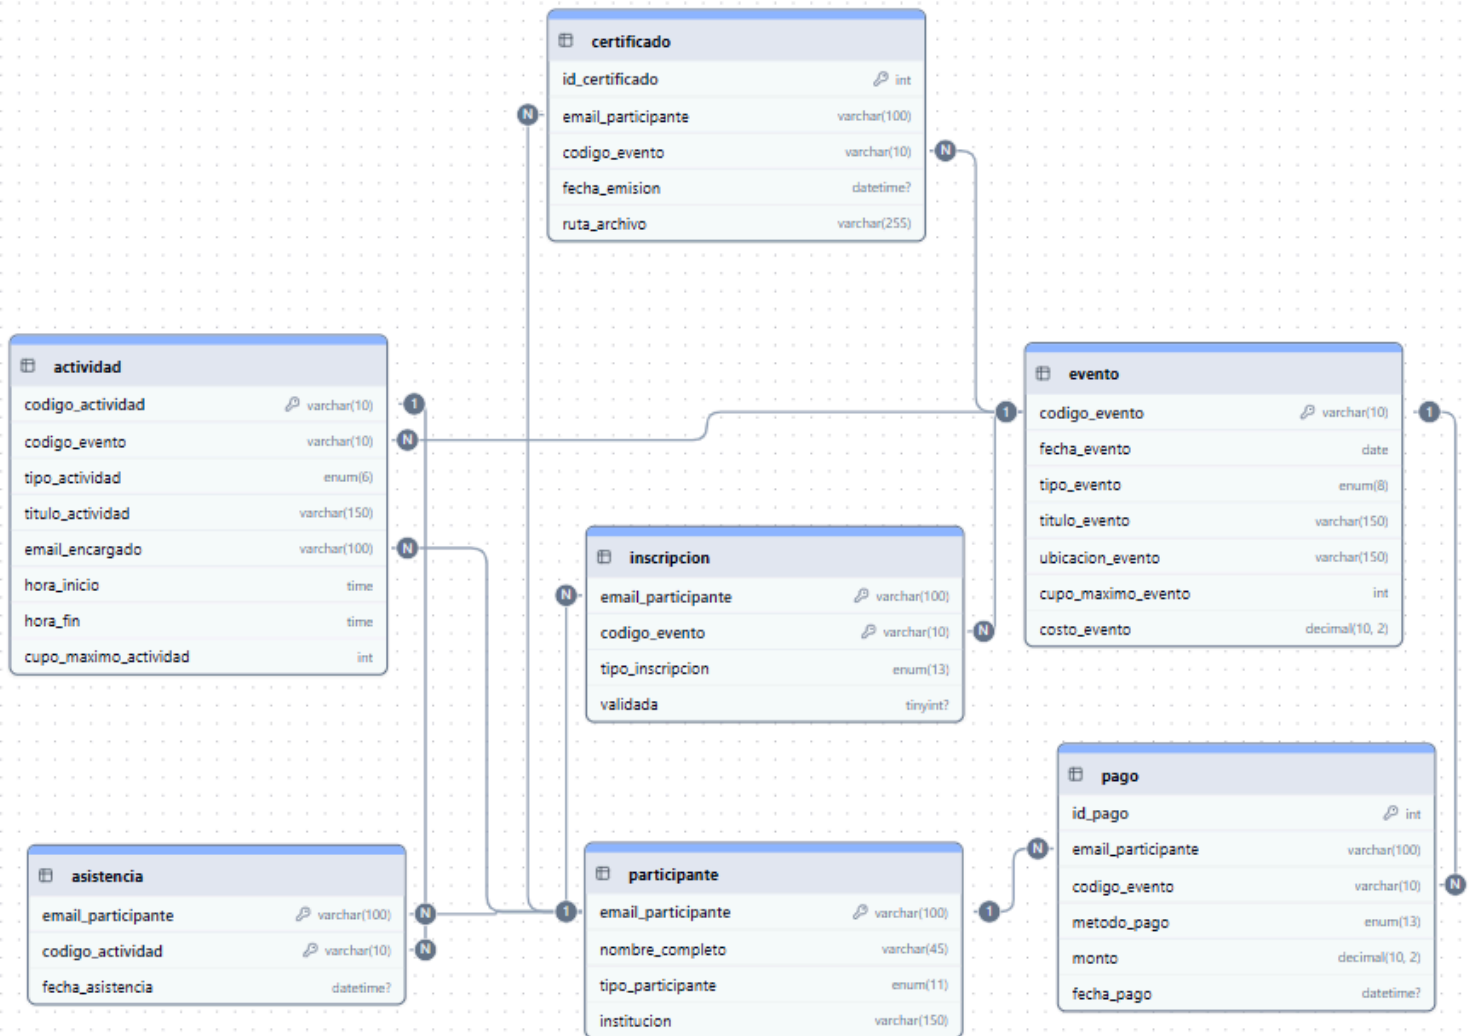 certificado
id_certificado int
N
email_participante varchar(100)
codigo_evento varchar(10)
N
fecha_emision datetime?
ruta_archivo varchar(255)
actividad
codigo_actividad varchar(10)
1
codigo_evento varchar(10)
N
tipo_actividad enum(6)
titulo_actividad varchar(150)
email_encargado varchar(100)
N
hora_inicio time
hora_fin time
cupo_maximo_actividad int
evento
1
codigo_evento varchar(10)
1
fecha_evento date
tipo_evento enum(8)
titulo_evento varchar(150)
ubicacion_evento varchar(150)
cupo_maximo_evento int
costo_evento decimal(10, 2)
inscripcion
N
email_participante varchar(100)
codigo_evento varchar(10)
N
tipo_inscripcion enum(13)
validada tinyint?
pago
id_pago int
N
email_participante varchar(100)
codigo_evento varchar(10)
N
metodo_pago enum(13)
monto decimal(10, 2)
fecha_pago datetime?
asistencia
email_participante varchar(100)
N
codigo_actividad varchar(10)
N
fecha_asistencia datetime?
participante
1
email_participante varchar(100)
1
nombre_completo varchar(45)
tipo_participante enum(11)
institucion varchar(150)